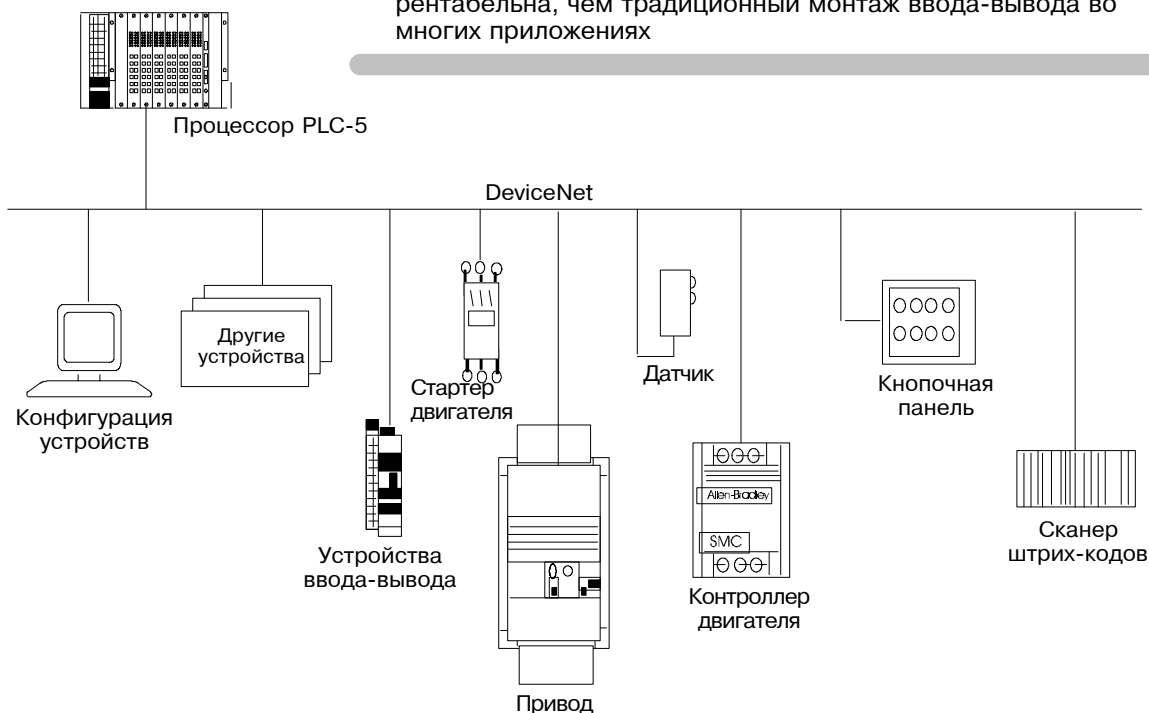 рентабельна, чем традиционный монтаж ввода-вывода во
многих приложениях
Процессор PLC-5
DeviceNet
Другие
устройства
Конфигурация
устройств
Стартер
двигателя
Датчик
Кнопочная
панель
Устройства
ввода-вывода
Allen-Bradley
SMC
Контроллер
двигателя
Сканер
штрих-кодов
Привод